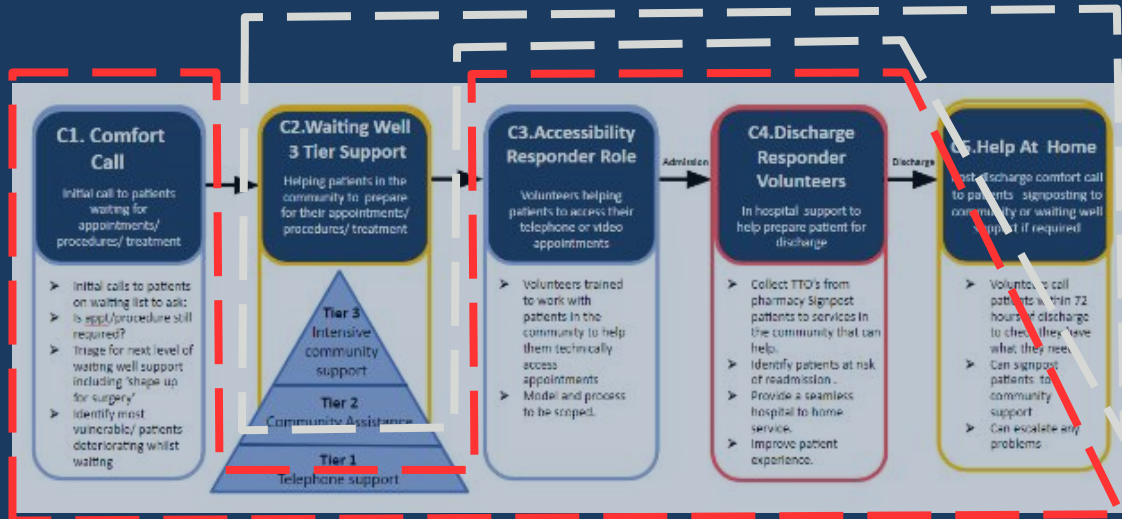 C1. Comfort
Call
Initial call to patients
waiting for
appointments/
procedures/ treatment
➤ Initial calls to patients
on waiting list to ask:
➤ Is appt/procedure still
required?
➤ Triage for next level of
waiting well support
including 'shape up
for surgery'
➤ Identify most
vulnerable/ patients
deteriorating whilst
waiting
C2.Waiting Well
3 Tier Support
Helping patients in the
community to prepare
for their appointments/
procedures/ treatment
Tier 3
Intensive
community
support
Tier 2
Community Assistance
Tier 1
Telephone support
C3.Accessibility
Responder Role
Volunteers helping
patients to access their
telephone or video
appointments
➤ Volunteers trained
to work with
patients in the
community to help
them technically
access
appointments
➤ Model and process
to be scoped.
Admission
C4.Discharge
Responder
Volunteers
In hospital support to
help prepare patient for
discharge
➤ Collect TTO's from
pharmacy Signpost
patients to services in
the community that can
help.
➤ Identify patients at risk
of readmission .
➤ Provide a seamless
hospital to home
service.
➤ Improve patient
experience.
Discharge
C5.Help At Home
Post discharge comfort call
to patients signposting to
community or waiting well
support if required
➤ Volunteers call
patients within 72
hours of discharge
to check they have
what they need
➤ Can signpost
patients to
community
support
➤ Can escalate any
problems